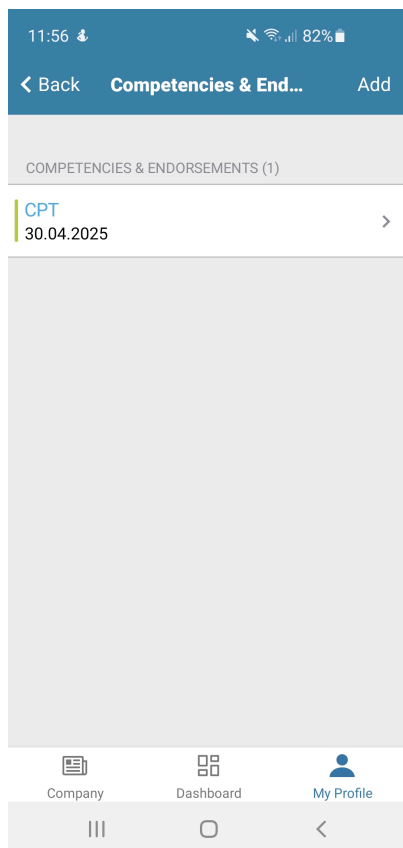 11:56 82%
Back Competencies & End... Add
COMPETENCIES & ENDORSEMENTS (1)
CPT
30.04.2025
Company Dashboard My Profile